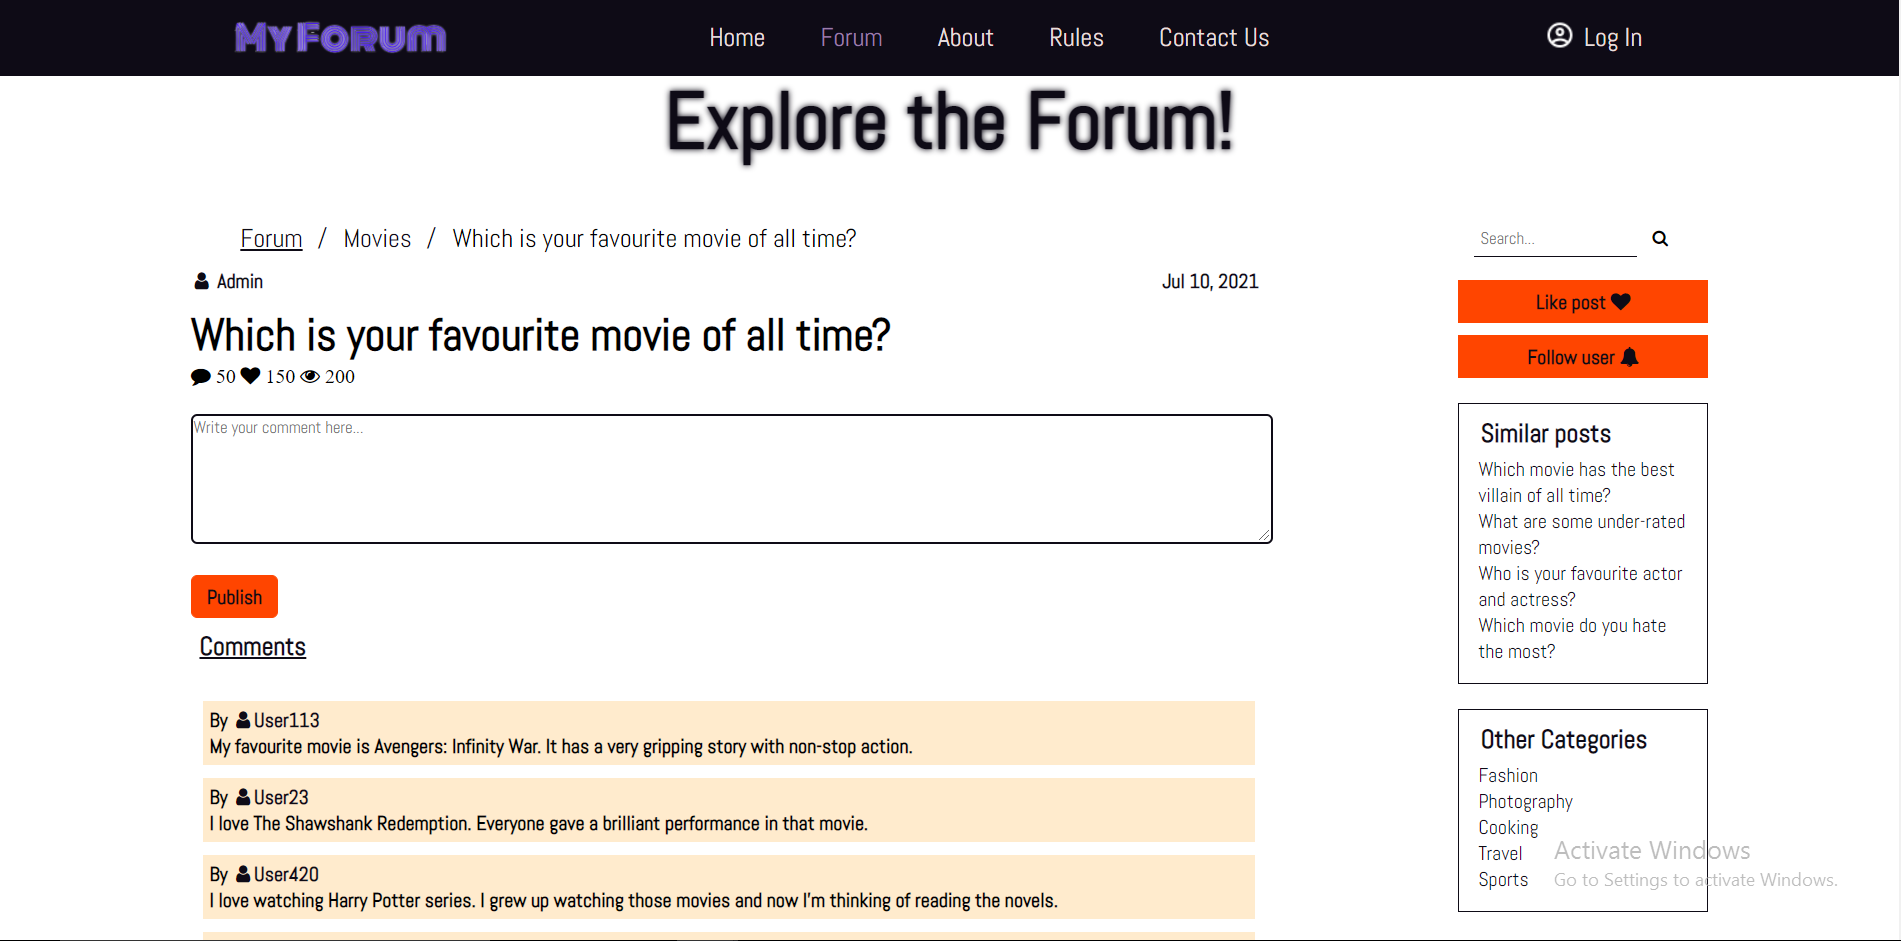 MyForum
Home Forum About Rules Contact Us
Log In
Explore the Forum!
Forum / Movies / Which is your favourite movie of all time?
Admin
Jul 10, 2021
Which is your favourite movie of all time?
50 150 200
Write your comment here...
Publish
Comments
By User113
My favourite movie is Avengers: Infinity War. It has a very gripping story with non-stop action.
By User23
I love The Shawshank Redemption. Everyone gave a brilliant performance in that movie.
By User420
I love watching Harry Potter series. I grew up watching those movies and now I'm thinking of reading the novels.
Search...
Like post
Follow user
Similar posts
Which movie has the best
villain of all time?
What are some under-rated
movies?
Who is your favourite actor
and actress?
Which movie do you hate
the most?
Other Categories
Fashion
Photography
Cooking
Travel
Sports
Activate Windows
Go to Settings to activate Windows.